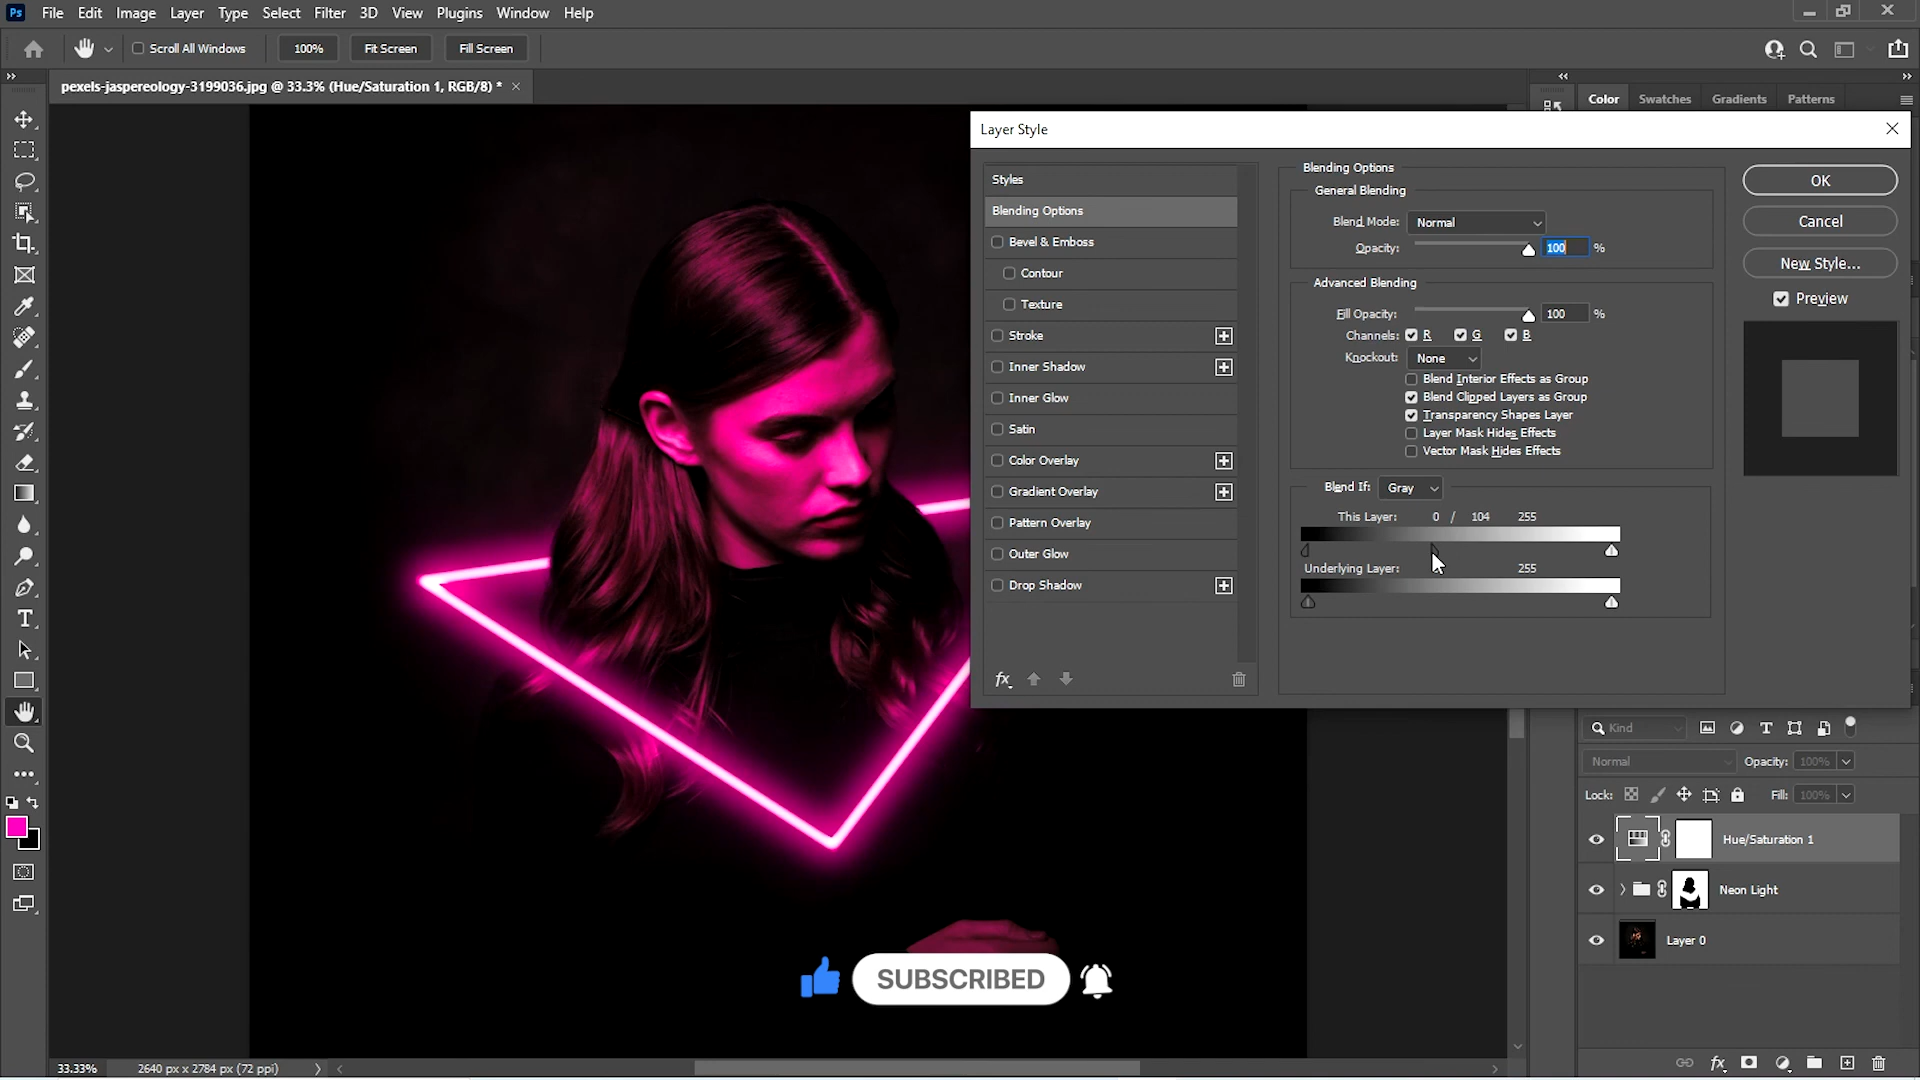 Ps File Edit Image Layer Type Select Filter 3D View Plugins Window Help
Scroll All Windows 100% Fit Screen Fill Screen
pexels-jaspereology-3199036.jpg @ 33.3% (Hue/Saturation 1, RGB/8) *
Color Swatches Gradients Patterns
Layer Style
Styles
Blending Options
Bevel & Emboss
Contour
Texture
Stroke
Inner Shadow
Inner Glow
Satin
Color Overlay
Gradient Overlay
Pattern Overlay
Outer Glow
Drop Shadow
fx
Blending Options
General Blending
Blend Mode: Normal
Opacity: 100 %
Advanced Blending
Fill Opacity: 100 %
Channels: R G B
Knockout: None
Blend Interior Effects as Group
Blend Clipped Layers as Group
Transparency Shapes Layer
Layer Mask Hides Effects
Vector Mask Hides Effects
Blend If: Gray
This Layer: 0 / 104 255
Underlying Layer: 255
OK
Cancel
New Style...
Preview
Kind
Normal Opacity: 100%
Lock: Fill: 100%
Hue/Saturation 1
Neon Light
Layer 0
fx
SUBSCRIBED
33.33% 2640 px x 2784 px (72 ppi)